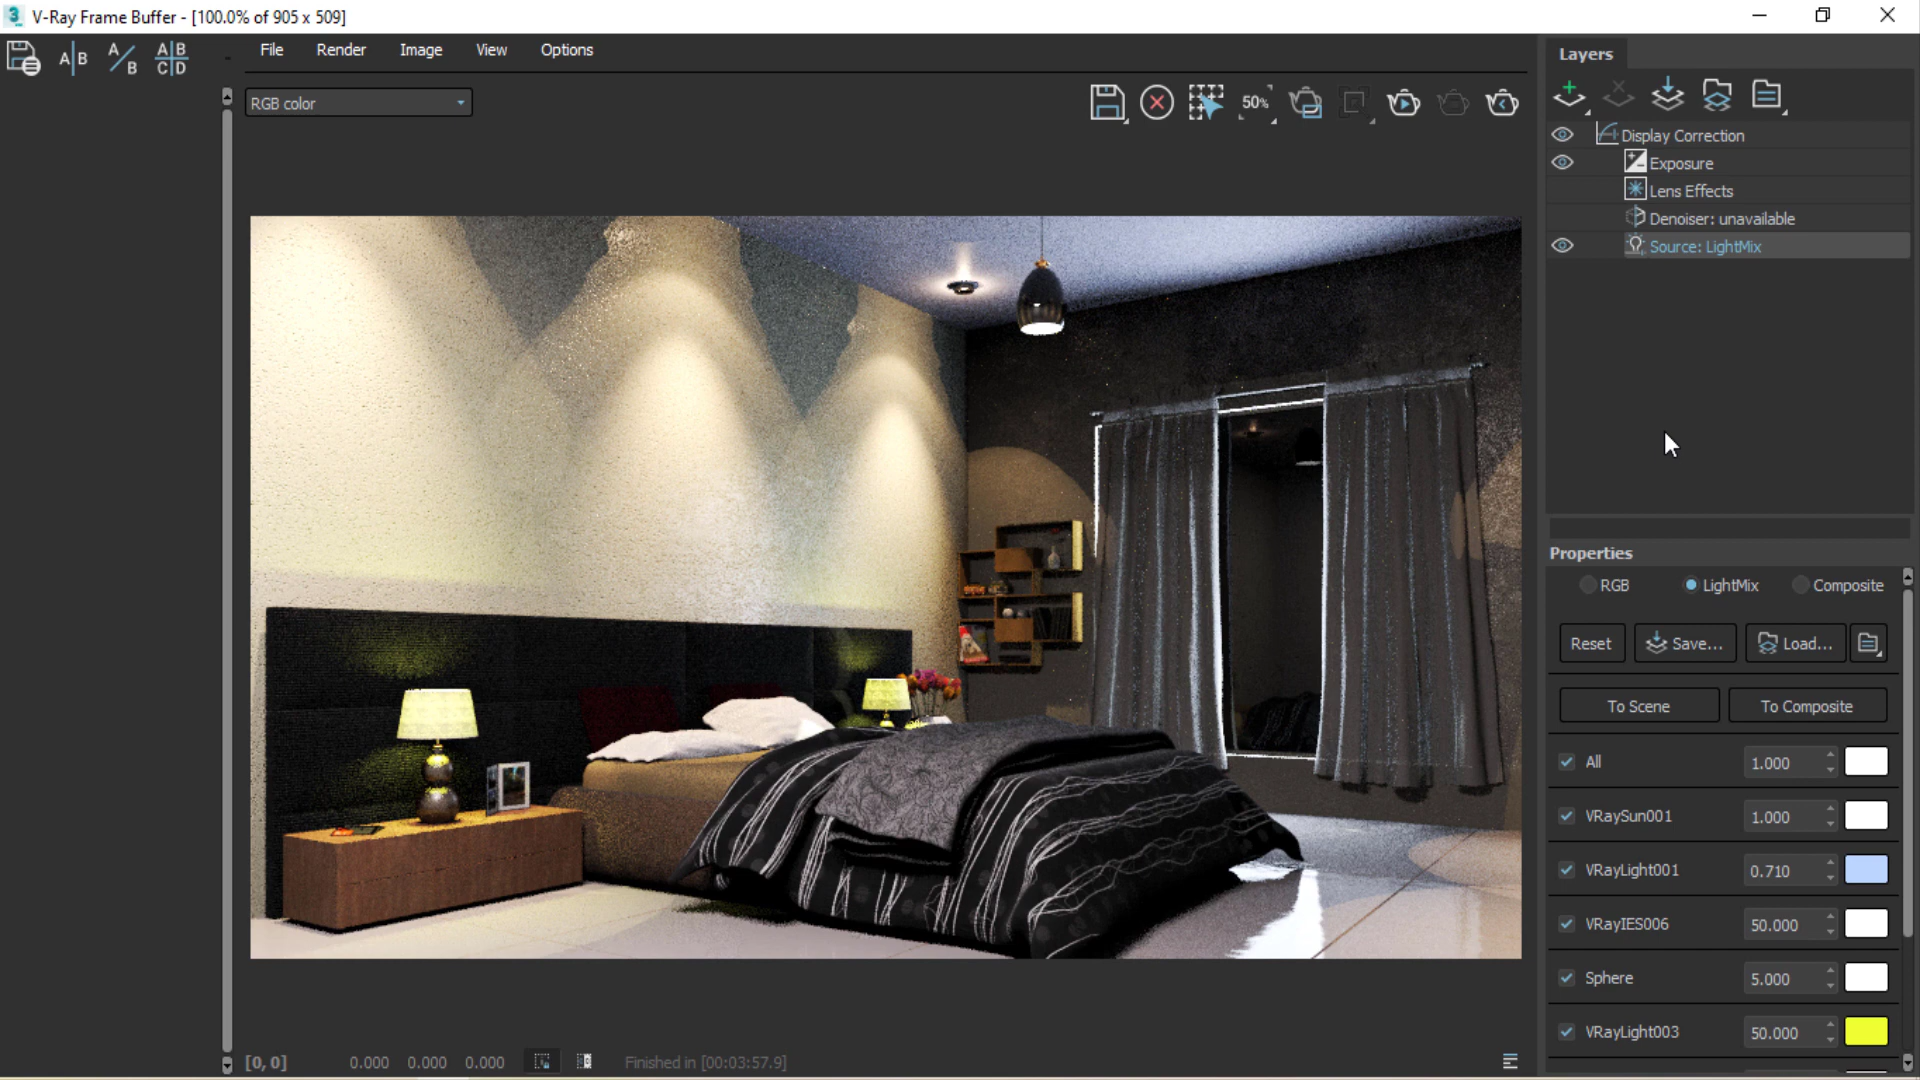 3 V-Ray Frame Buffer - [100.0% of 905 x 509]
A|B A/B A|B C|D
File Render Image View Options
RGB color
50%
Layers
Display Correction
Exposure
Lens Effects
Denoiser: unavailable
Source: LightMix
Properties
RGB LightMix Composite
Reset Save... Load...
To Scene To Composite
All 1.000
VRaySun001 1.000
VRayLight001 0.710
VRayIES006 50.000
Sphere 5.000
VRayLight003 50.000
[0, 0] 0.000 0.000 0.000 Finished in [00:03:57.9]